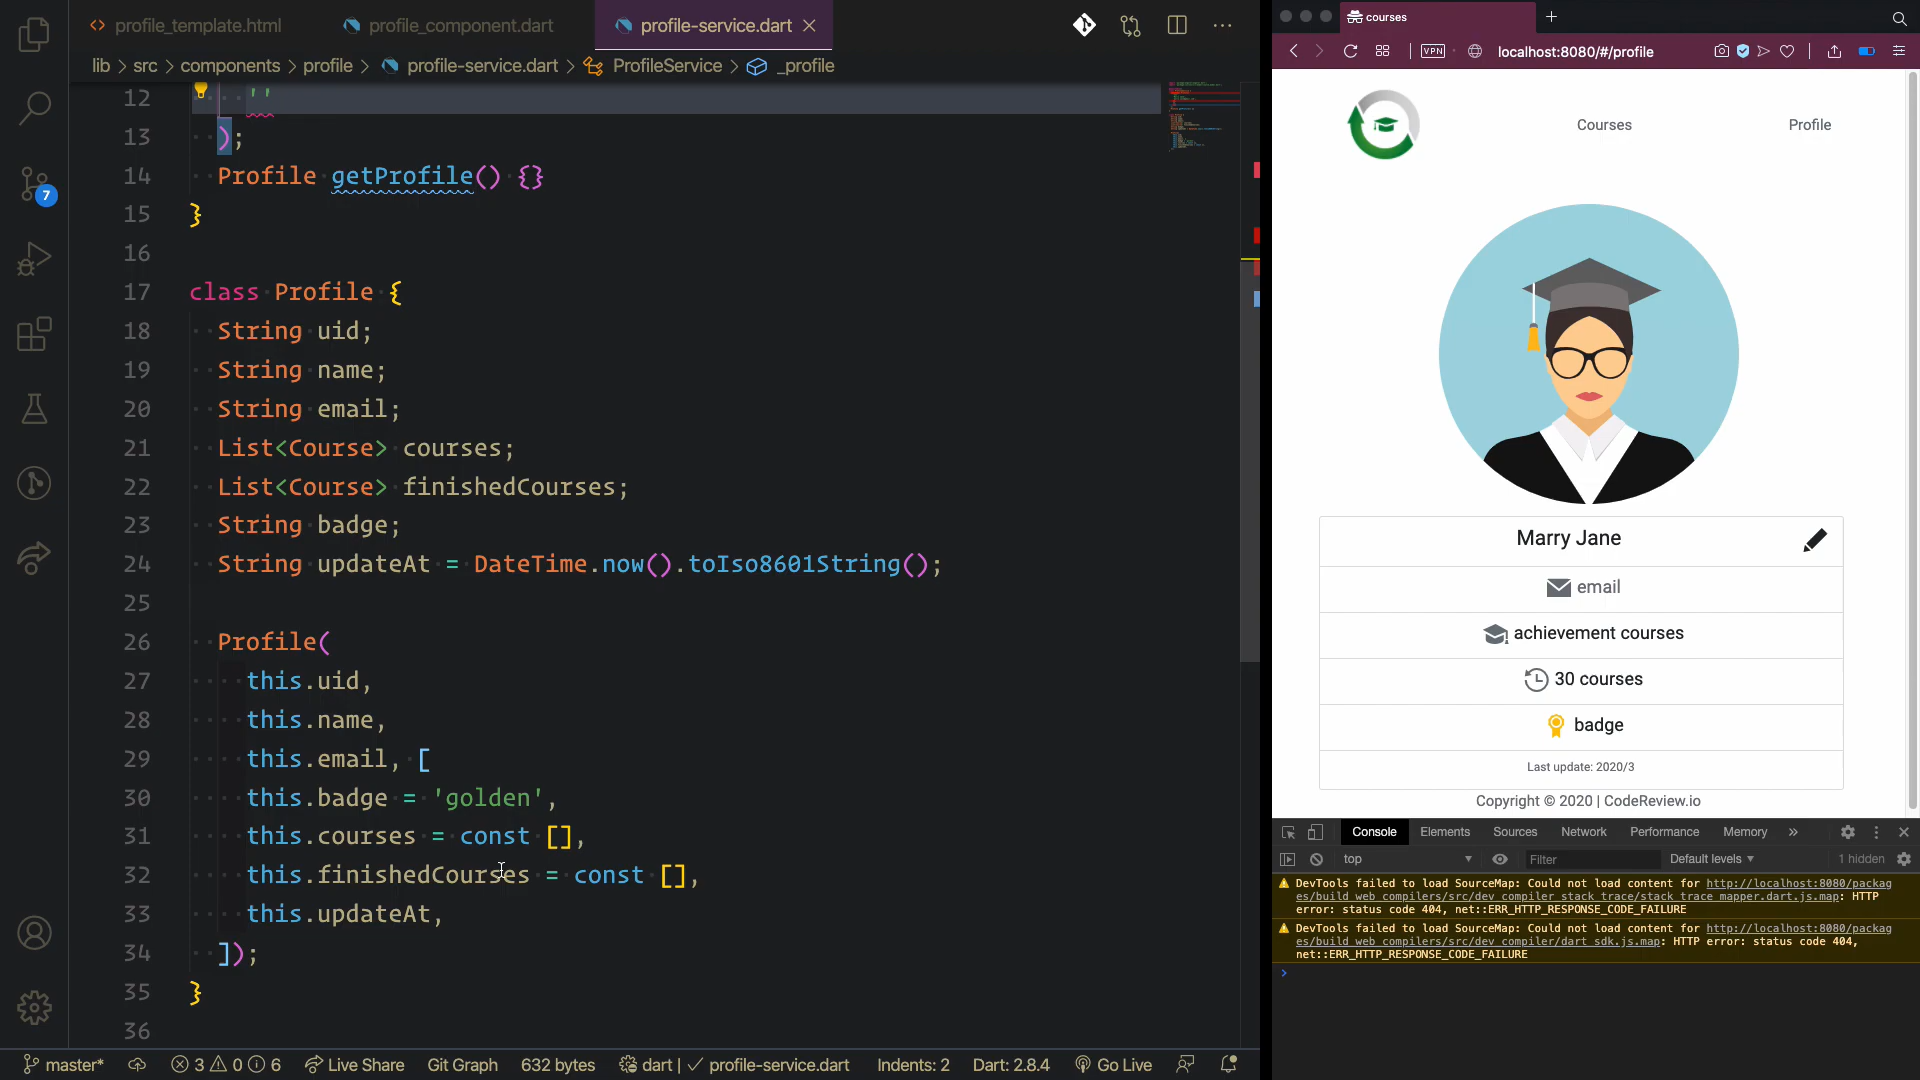 profile_template.html
profile_component.dart
profile-service.dart
lib > src > components > profile > profile-service.dart > ProfileService > _profile
12 ''
13 );
14 Profile getProfile() {}
15 }
16
17 class Profile {
18 String uid;
19 String name;
20 String email;
21 List<Course> courses;
22 List<Course> finishedCourses;
23 String badge;
24 String updateAt = DateTime.now().toIso8601String();
25
26 Profile(
27 this.uid,
28 this.name,
29 this.email, [
30 this.badge = 'golden',
31 this.courses = const [],
32 this.finishedCourses = const [],
33 this.updateAt,
34 ]);
35 }
36
7
master*
3
0
6
Live Share
Git Graph
632 bytes
dart |
profile-service.dart
Indents: 2
Dart: 2.8.4
Go Live
courses
VPN
localhost:8080/#/profile
Courses
Profile
Marry Jane
email
achievement courses
30 courses
badge
Last update: 2020/3
Copyright © 2020 | CodeReview.io
Console
Elements
Sources
Network
Performance
Memory
»
top
Filter
Default levels
1 hidden
DevTools failed to load SourceMap: Could not load content for http://localhost:8080/packag
es/build_web_compilers/src/dev_compiler_stack_trace/stack_trace_mapper.dart.js.map: HTTP
error: status code 404, net::ERR_HTTP_RESPONSE_CODE_FAILURE
DevTools failed to load SourceMap: Could not load content for http://localhost:8080/packag
es/build_web_compilers/src/dev_compiler/dart_sdk.js.map: HTTP error: status code 404,
net::ERR_HTTP_RESPONSE_CODE_FAILURE